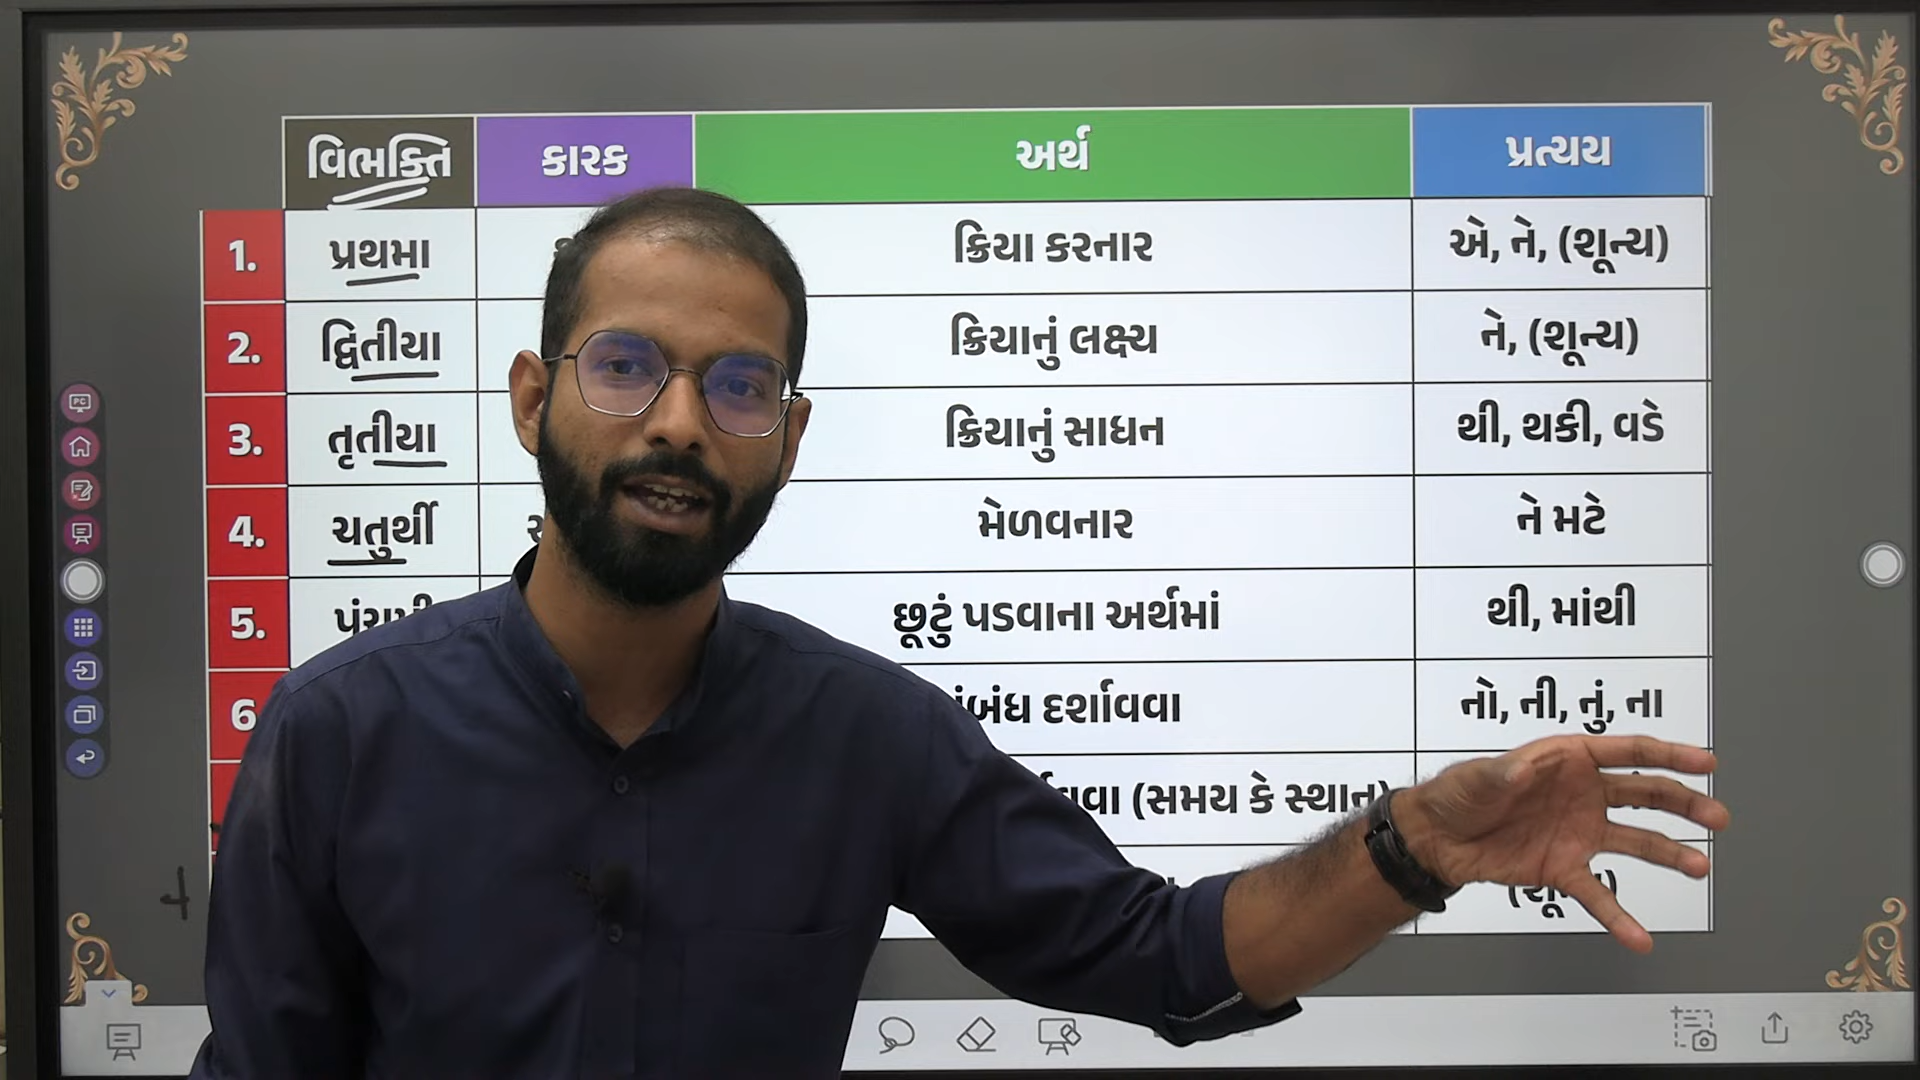 વિભક્તિ કારક અર્થ પ્રત્યય
1. પ્રથમા ક્રિયા કરનાર એ, ને, (શૂન્ય)
2. દ્વિતીયા ક્રિયાનું લક્ષ્ય ને, (શૂન્ય)
3. તૃતીયા ક્રિયાનું સાધન થી, થકી, વડે
4. ચતુર્થી મેળવનાર ને મટે
5. છૂટું પડવાના અર્થમાં થી, માંથી
6 દર્શાવવા નો, ની, નું, ના
(સમય કે સ્થાન)